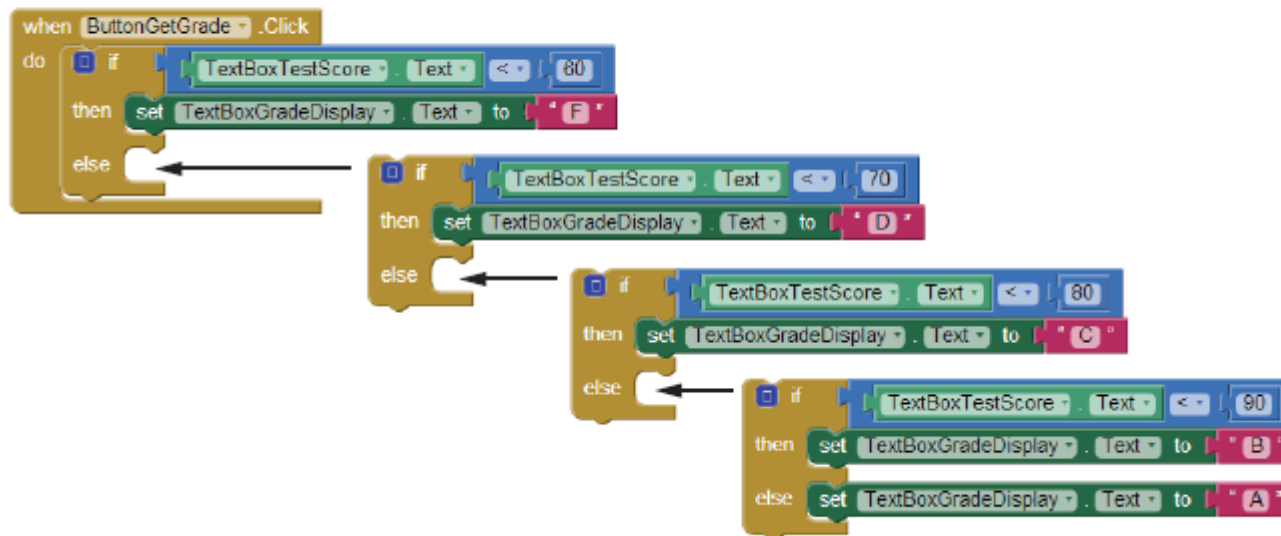 when ButtonGetGrade .Click
do if TextBoxTestScore . Text < 60
then set TextBoxGradeDisplay . Text to " F "
else
if TextBoxTestScore . Text < 70
then set TextBoxGradeDisplay . Text to " D "
else
if TextBoxTestScore . Text < 80
then set TextBoxGradeDisplay . Text to " C "
else
if TextBoxTestScore . Text < 90
then set TextBoxGradeDisplay . Text to " B "
else set TextBoxGradeDisplay . Text to " A "